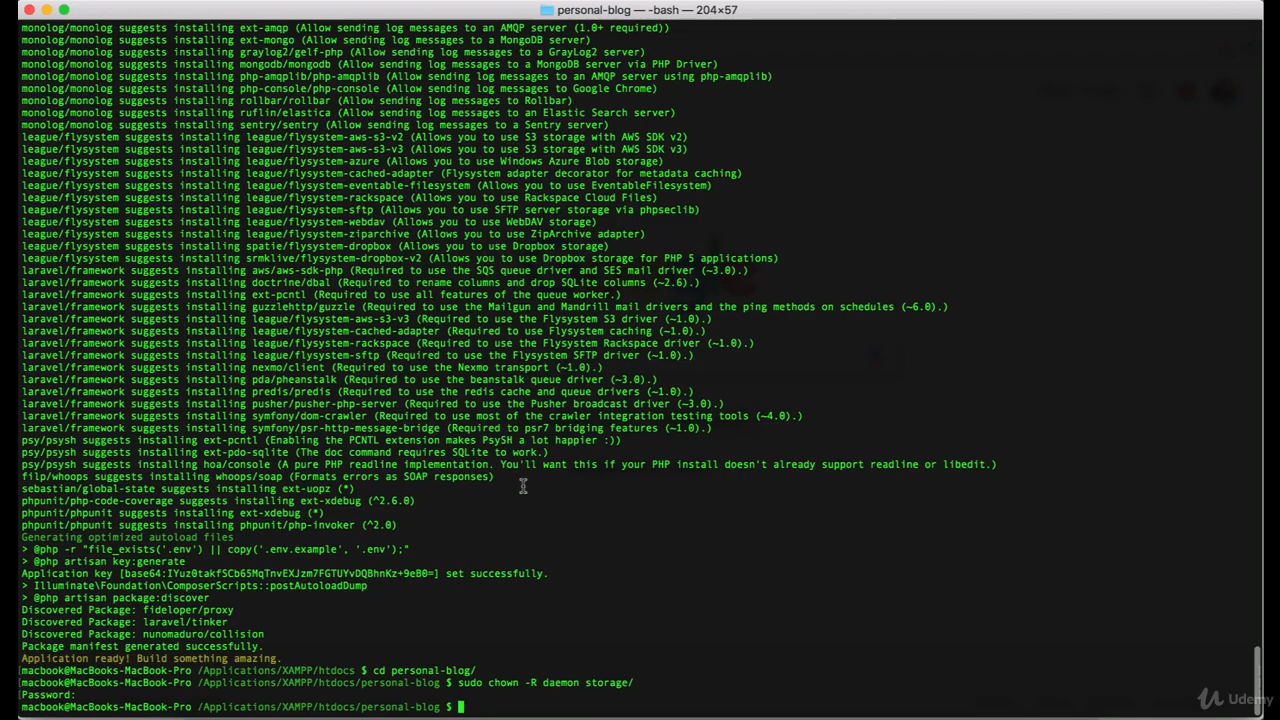 personal-blog — -bash — 204×57
monolog/monolog suggests installing ext-amqp (Allow sending log messages to an AMQP server (1.0+ required))
monolog/monolog suggests installing ext-mongo (Allow sending log messages to a MongoDB server)
monolog/monolog suggests installing graylog2/gelf-php (Allow sending log messages to a GrayLog2 server)
monolog/monolog suggests installing mongodb/mongodb (Allow sending log messages to a MongoDB server via PHP Driver)
monolog/monolog suggests installing php-amqplib/php-amqplib (Allow sending log messages to an AMQP server using php-amqplib)
monolog/monolog suggests installing php-console/php-console (Allow sending log messages to Google Chrome)
monolog/monolog suggests installing rollbar/rollbar (Allow sending log messages to Rollbar)
monolog/monolog suggests installing ruflin/elastica (Allow sending log messages to an Elastic Search server)
monolog/monolog suggests installing sentry/sentry (Allow sending log messages to a Sentry server)
league/flysystem suggests installing league/flysystem-aws-s3-v2 (Allows you to use S3 storage with AWS SDK v2)
league/flysystem suggests installing league/flysystem-aws-s3-v3 (Allows you to use S3 storage with AWS SDK v3)
league/flysystem suggests installing league/flysystem-azure (Allows you to use Windows Azure Blob storage)
league/flysystem suggests installing league/flysystem-cached-adapter (Flysystem adapter decorator for metadata caching)
league/flysystem suggests installing league/flysystem-eventable-filesystem (Allows you to use EventableFilesystem)
league/flysystem suggests installing league/flysystem-rackspace (Allows you to use Rackspace Cloud Files)
league/flysystem suggests installing league/flysystem-sftp (Allows you to use SFTP server storage via phpseclib)
league/flysystem suggests installing league/flysystem-webdav (Allows you to use WebDAV storage)
league/flysystem suggests installing league/flysystem-ziparchive (Allows you to use ZipArchive adapter)
league/flysystem suggests installing spatie/flysystem-dropbox (Allows you to use Dropbox storage)
league/flysystem suggests installing srmklive/flysystem-dropbox-v2 (Allows you to use Dropbox storage for PHP 5 applications)
laravel/framework suggests installing aws/aws-sdk-php (Required to use the SQS queue driver and SES mail driver (~3.0).)
laravel/framework suggests installing doctrine/dbal (Required to rename columns and drop SQLite columns (~2.6).)
laravel/framework suggests installing ext-pcntl (Required to use all features of the queue worker.)
laravel/framework suggests installing guzzlehttp/guzzle (Required to use the Mailgun and Mandrill mail drivers and the ping methods on schedules (~6.0).)
laravel/framework suggests installing league/flysystem-aws-s3-v3 (Required to use the Flysystem S3 driver (~1.0).)
laravel/framework suggests installing league/flysystem-cached-adapter (Required to use Flysystem caching (~1.0).)
laravel/framework suggests installing league/flysystem-rackspace (Required to use the Flysystem Rackspace driver (~1.0).)
laravel/framework suggests installing league/flysystem-sftp (Required to use the Flysystem SFTP driver (~1.0).)
laravel/framework suggests installing nexmo/client (Required to use the Nexmo transport (~1.0).)
laravel/framework suggests installing pda/pheanstalk (Required to use the beanstalk queue driver (~3.0).)
laravel/framework suggests installing predis/predis (Required to use the redis cache and queue drivers (~1.0).)
laravel/framework suggests installing pusher/pusher-php-server (Required to use the Pusher broadcast driver (~3.0).)
laravel/framework suggests installing symfony/dom-crawler (Required to use most of the crawler integration testing tools (~4.0).)
laravel/framework suggests installing symfony/psr-http-message-bridge (Required to psr7 bridging features (~1.0).)
psy/psysh suggests installing ext-pcntl (Enabling the PCNTL extension makes PsySH a lot happier :))
psy/psysh suggests installing ext-pdo-sqlite (The doc command requires SQLite to work.)
psy/psysh suggests installing hoa/console (A pure PHP readline implementation. You'll want this if your PHP install doesn't already support readline or libedit.)
filp/whoops suggests installing whoops/soap (Formats errors as SOAP responses)
sebastian/global-state suggests installing ext-uopz (*)
phpunit/php-code-coverage suggests installing ext-xdebug (^2.6.0)
phpunit/phpunit suggests installing ext-xdebug (*)
phpunit/phpunit suggests installing phpunit/php-invoker (^2.0)
Generating optimized autoload files
> @php -r "file_exists('.env') || copy('.env.example', '.env');"
> @php artisan key:generate
Application key [base64:IYuz0takfSCb65MqTnvEXJzm7FGTUYvDQBhnKz+9eB0=] set successfully.
> Illuminate\Foundation\ComposerScripts::postAutoloadDump
> @php artisan package:discover
Discovered Package: fideloper/proxy
Discovered Package: laravel/tinker
Discovered Package: nunomaduro/collision
Package manifest generated successfully.
Application ready! Build something amazing.
macbook@MacBooks-MacBook-Pro /Applications/XAMPP/htdocs $ cd personal-blog/
macbook@MacBooks-MacBook-Pro /Applications/XAMPP/htdocs/personal-blog $ sudo chown -R daemon storage/
Password:
macbook@MacBooks-MacBook-Pro /Applications/XAMPP/htdocs/personal-blog $
Udemy